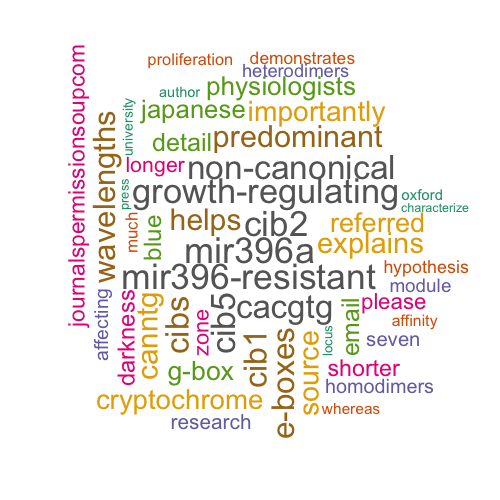 proliferation
demonstrates
heterodimers
author
physiologists
japanese
importantly
university
journalspermissionsoupcom
wavelengths
detail
predominant
longer
non-canonical
press
growth-regulating
oxford
characterize
much
blue
helps
cib2
referred
explains
mir396a
hypothesis
mir396-resistant
module
affecting
darkness
canntg
cibs
zone
cib5
cacgtg
email
please
affinity
locus
seven
g-box
cib1
e-boxes
source
shorter
homodimers
cryptochrome
whereas
research